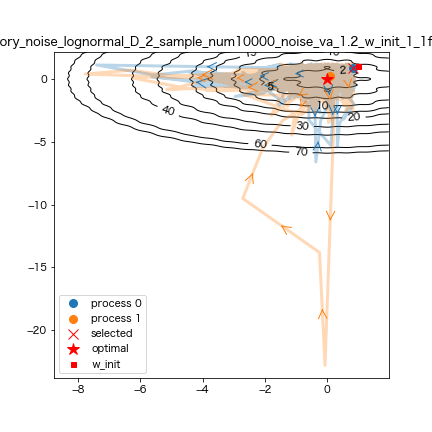 ory_noise_lognormal_D_2_sample_num10000_noise_va_1.2_w_init_1_1f
0
−5
−10
−15
−20
−8
−6
−4
−2
0
2
10
20
30
40
60
70
process 0
process 1
selected
optimal
w_init